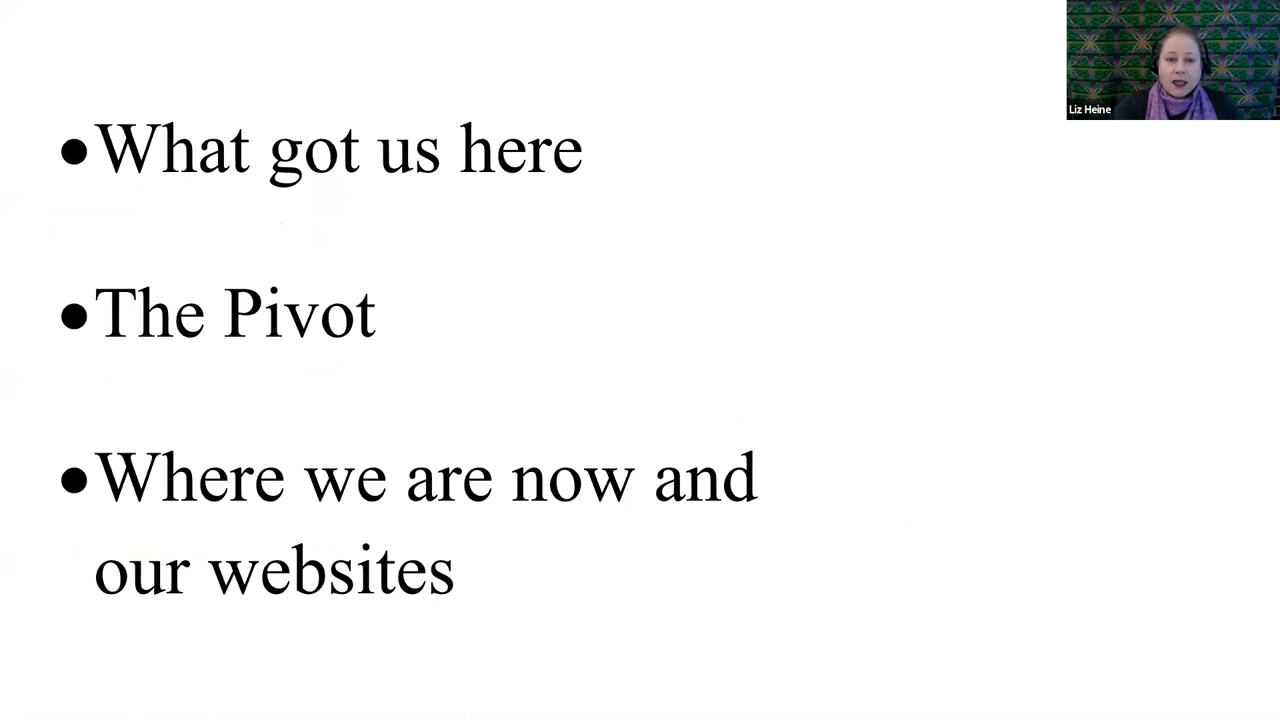 Liz Heine
•What got us here
•The Pivot
•Where we are now and
our websites